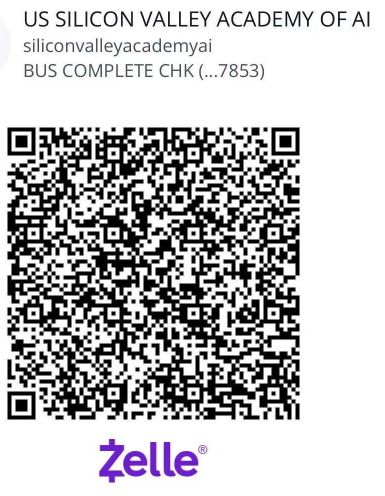 US SILICON VALLEY ACADEMY OF AI
siliconvalleyacademyai
BUS COMPLETE CHK (...7853)
Zelle®